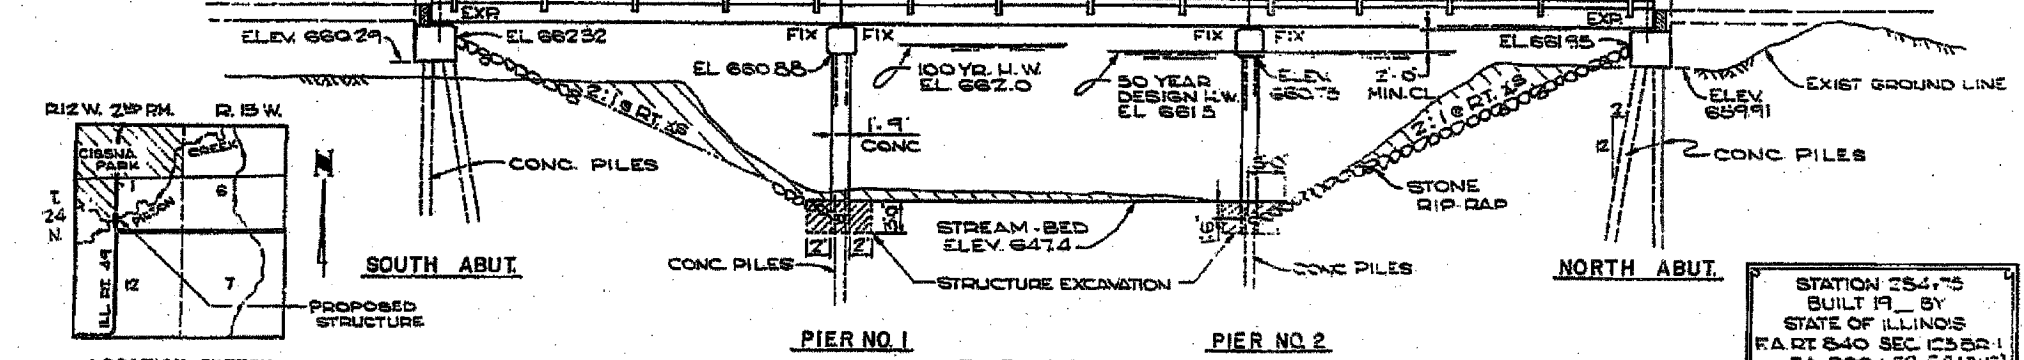 EXP.
ELEV. 660.29
EL 662.32
FIX
FIX
EL 660.88
100 YR. H.W.
EL 662.0
FIX
FIX
50 YEAR
DESIGN H.W.
EL 661.5
ELEV.
660.75
2'-0"
MIN. CL.
EXP.
EL. 661.95
ELEV
659.91
EXIST GROUND LINE
2:1 @ RT. ∠S
2:1 @ RT. ∠S
1'-9"
CONC
CONC. PILES
12
CONC PILES
STONE
RIP-RAP
R.12 W. 2ND P.M.
R. 13 W.
CISSNA
PARK
CREEK
1
6
PIGEON
T.
24
N.
ILL. RT. 49
12
7
N
PROPOSED
STRUCTURE
SOUTH ABUT.
STREAM-BED
ELEV. 647.4
2'
2'
CONC. PILES
STRUCTURE EXCAVATION
CONC PILES
NORTH ABUT.
PIER NO. 1
PIER NO. 2
STATION 254+75
BUILT 19_ BY
STATE OF ILLINOIS
F.A. RT. 840 SEC.
LOCATION